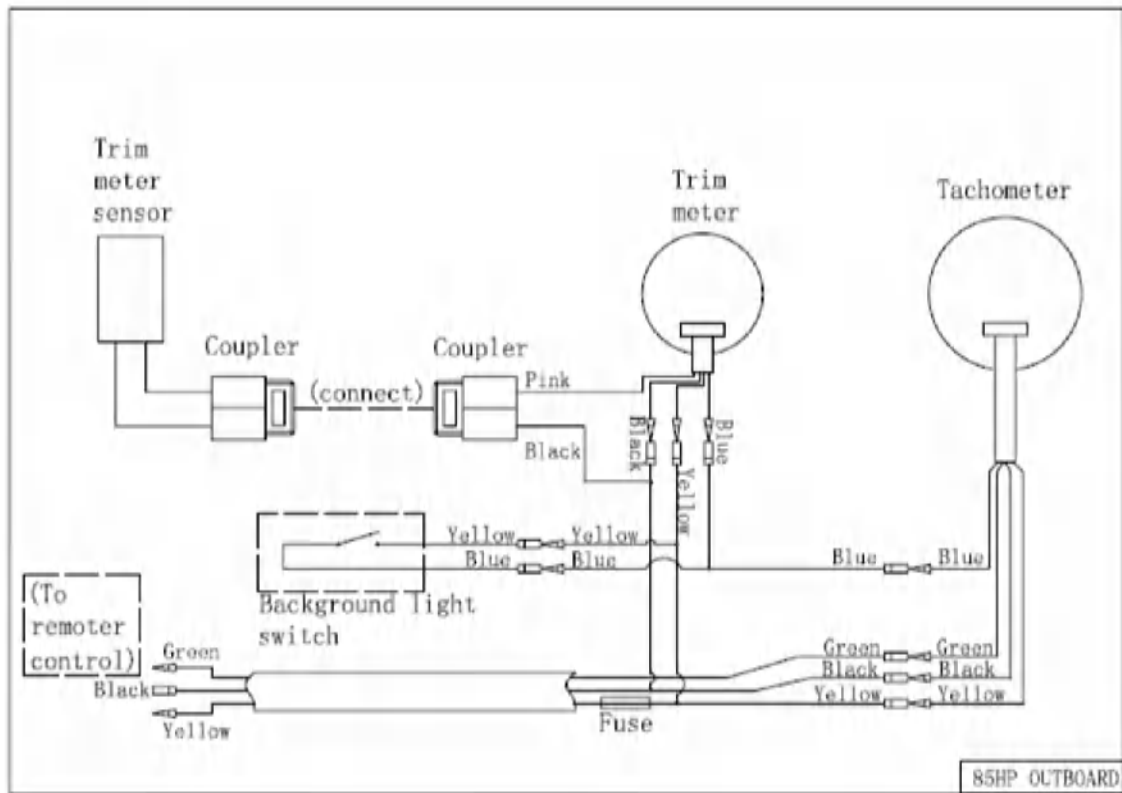 Trim
meter
sensor
Trim
meter
Tachometer
Coupler
(connect)
Coupler
Pink
Black
Black
Yellow
Blue
Yellow
Yellow
Blue
Blue
Blue
Blue
Background light
switch
(To
remoter
control)
Green
Black
Yellow
Fuse
Green
Green
Black
Black
Yellow
Yellow
85HP OUTBOARD